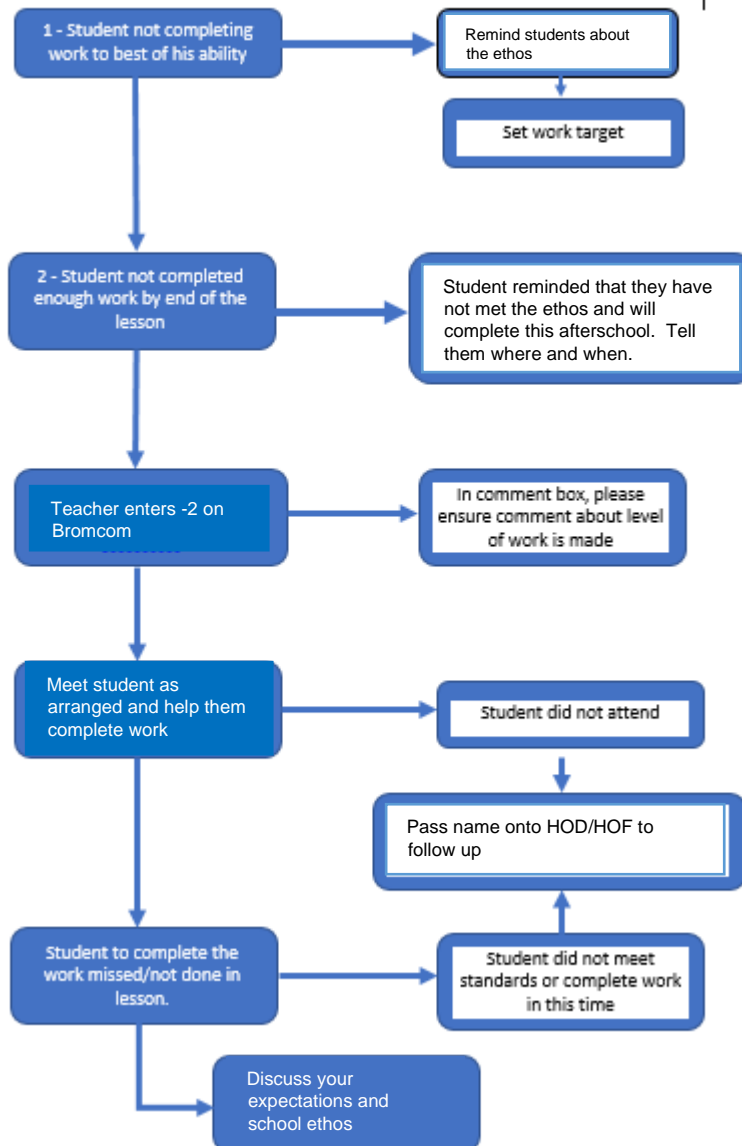 1 - Student not completing
work to best of his ability
Remind students about
the ethos
Set work target
2 - Student not completed
enough work by end of the
lesson
Student reminded that they have
not met the ethos and will
complete this afterschool.  Tell
them where and when.
Teacher enters -2 on
Bromcom
In comment box, please
ensure comment about level
of work is made
Meet student as
arranged and help them
complete work
Student did not attend
Pass name onto HOD/HOF to
follow up
Student to complete the
work missed/not done in
lesson.
Student did not meet
standards or complete work
in this time
Discuss your
expectations and
school ethos